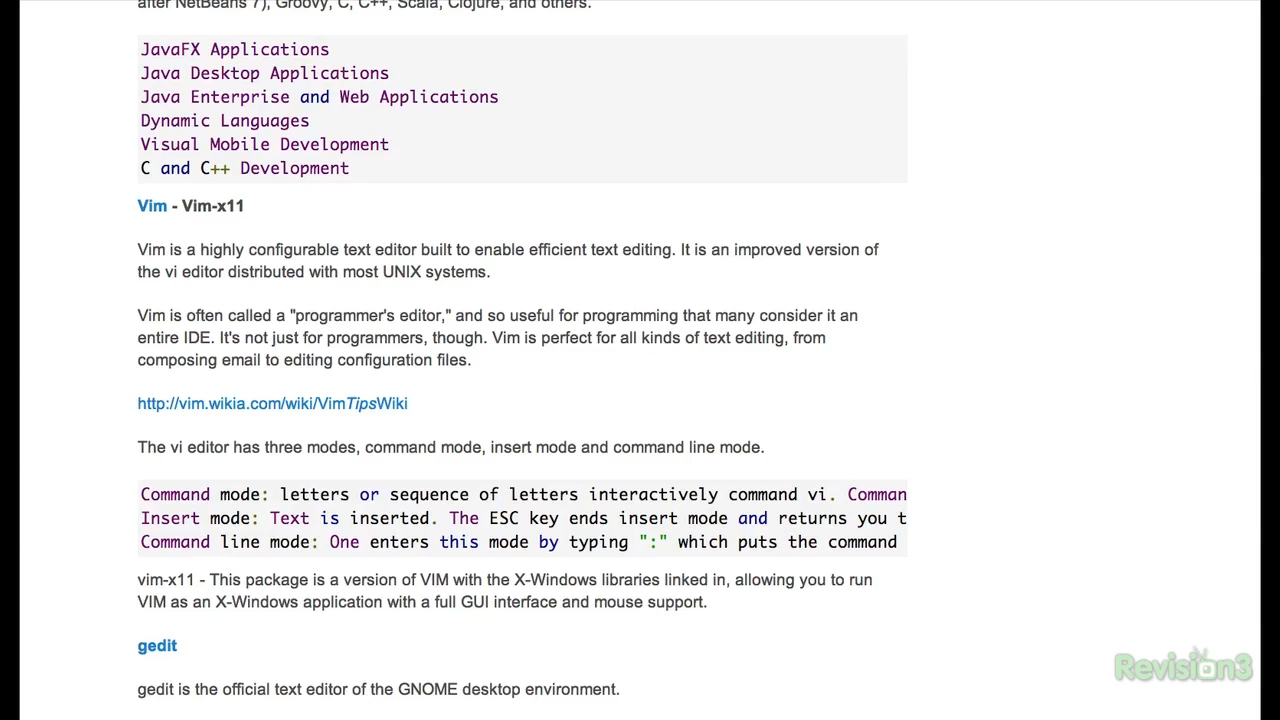 after NetBeans 7), Groovy, C, C++, Scala, Clojure, and others.
JavaFX Applications
Java Desktop Applications
Java Enterprise and Web Applications
Dynamic Languages
Visual Mobile Development
C and C++ Development
Vim - Vim-x11
Vim is a highly configurable text editor built to enable efficient text editing. It is an improved version of
the vi editor distributed with most UNIX systems.
Vim is often called a "programmer's editor," and so useful for programming that many consider it an
entire IDE. It's not just for programmers, though. Vim is perfect for all kinds of text editing, from
composing email to editing configuration files.
http://vim.wikia.com/wiki/VimTipsWiki
The vi editor has three modes, command mode, insert mode and command line mode.
Command mode: letters or sequence of letters interactively command vi. Comman
Insert mode: Text is inserted. The ESC key ends insert mode and returns you t
Command line mode: One enters this mode by typing ":" which puts the command
vim-x11 - This package is a version of VIM with the X-Windows libraries linked in, allowing you to run
VIM as an X-Windows application with a full GUI interface and mouse support.
gedit
gedit is the official text editor of the GNOME desktop environment.
Revision3